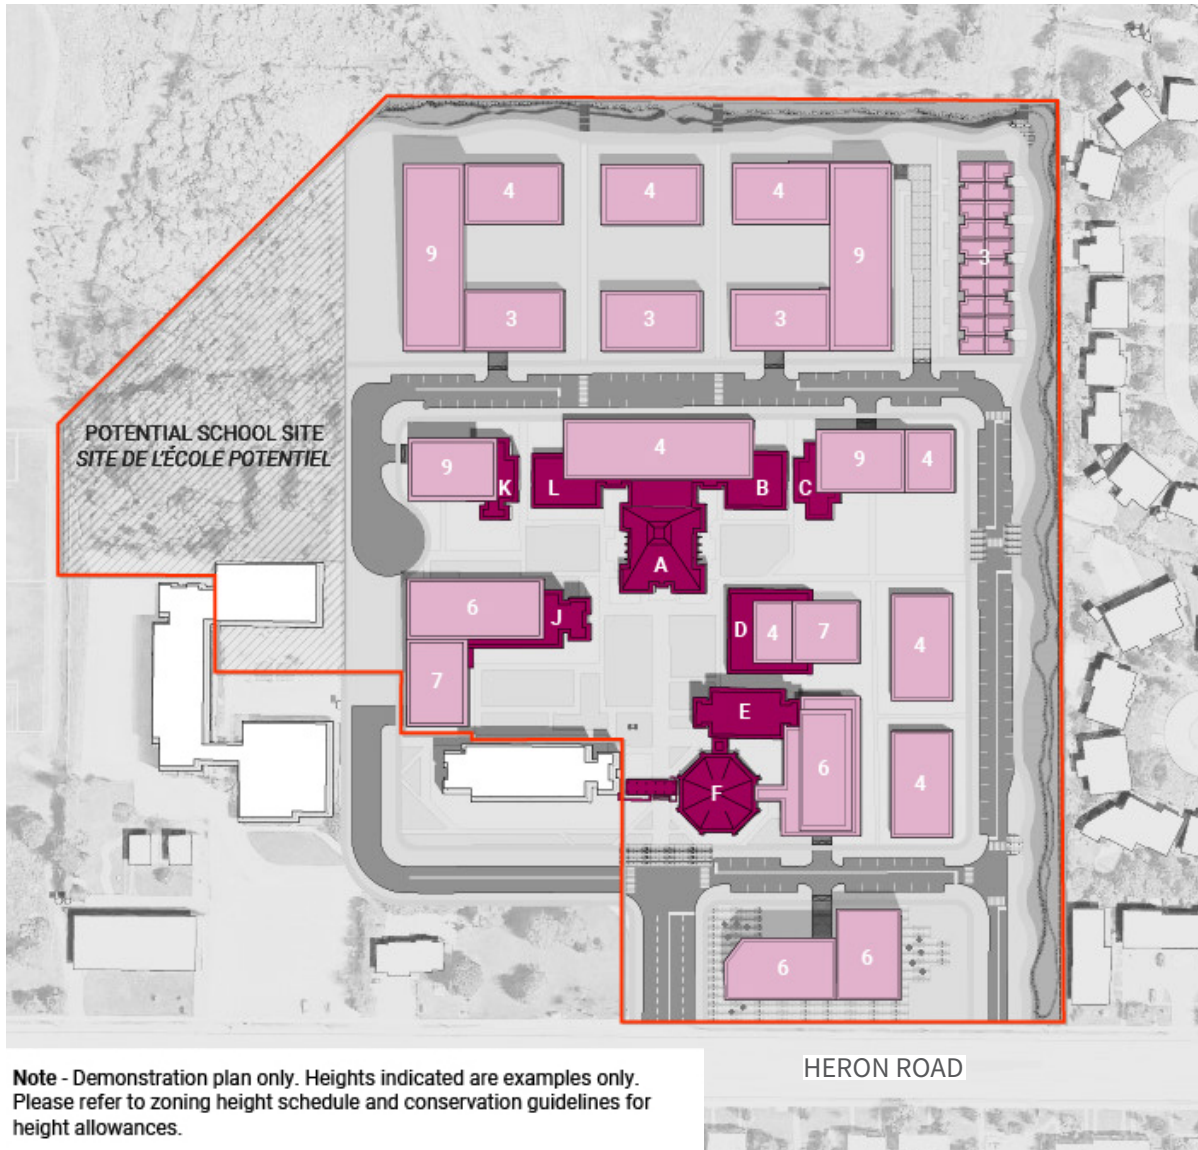 4
4
4
9
9
3
3
3
3
POTENTIAL SCHOOL SITE
SITE DE L'ÉCOLE POTENTIEL
4
9
9
4
K
L
B
C
A
6
J
D
4
7
4
7
E
6
F
4
6
6
HERON ROAD
Note - Demonstration plan only. Heights indicated are examples only.
Please refer to zoning height schedule and conservation guidelines for
height allowances.